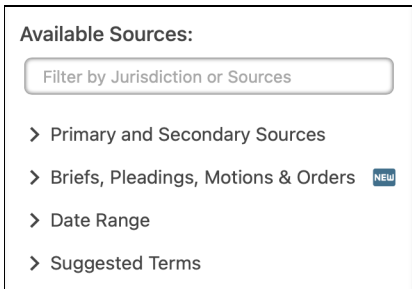 Available Sources:
Filter by Jurisdiction or Sources
Primary and Secondary Sources
Briefs, Pleadings, Motions & Orders NEW
Date Range
Suggested Terms